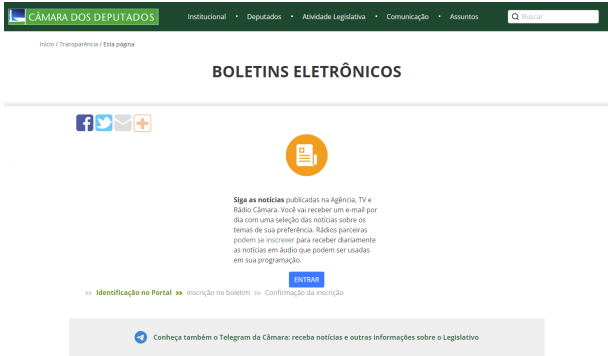 CÂMARA DOS DEPUTADOS
Institucional • Deputados • Atividade Legislativa • Comunicação • Assuntos
Buscar
Início / Transparência / Esta página
BOLETINS ELETRÔNICOS
Siga as notícias publicadas na Agência, TV e
Rádio Câmara. Você vai receber um e-mail por
dia com uma seleção das notícias sobre os
temas de sua preferência. Rádios parceiras
podem se inscrever para receber diariamente
as notícias em áudio que podem ser usadas
em sua programação.
ENTRAR
»» Identificação no Portal »» Inscrição no boletim »» Confirmação da inscrição
Conheça também o Telegram da Câmara: receba notícias e outras informações sobre o Legislativo